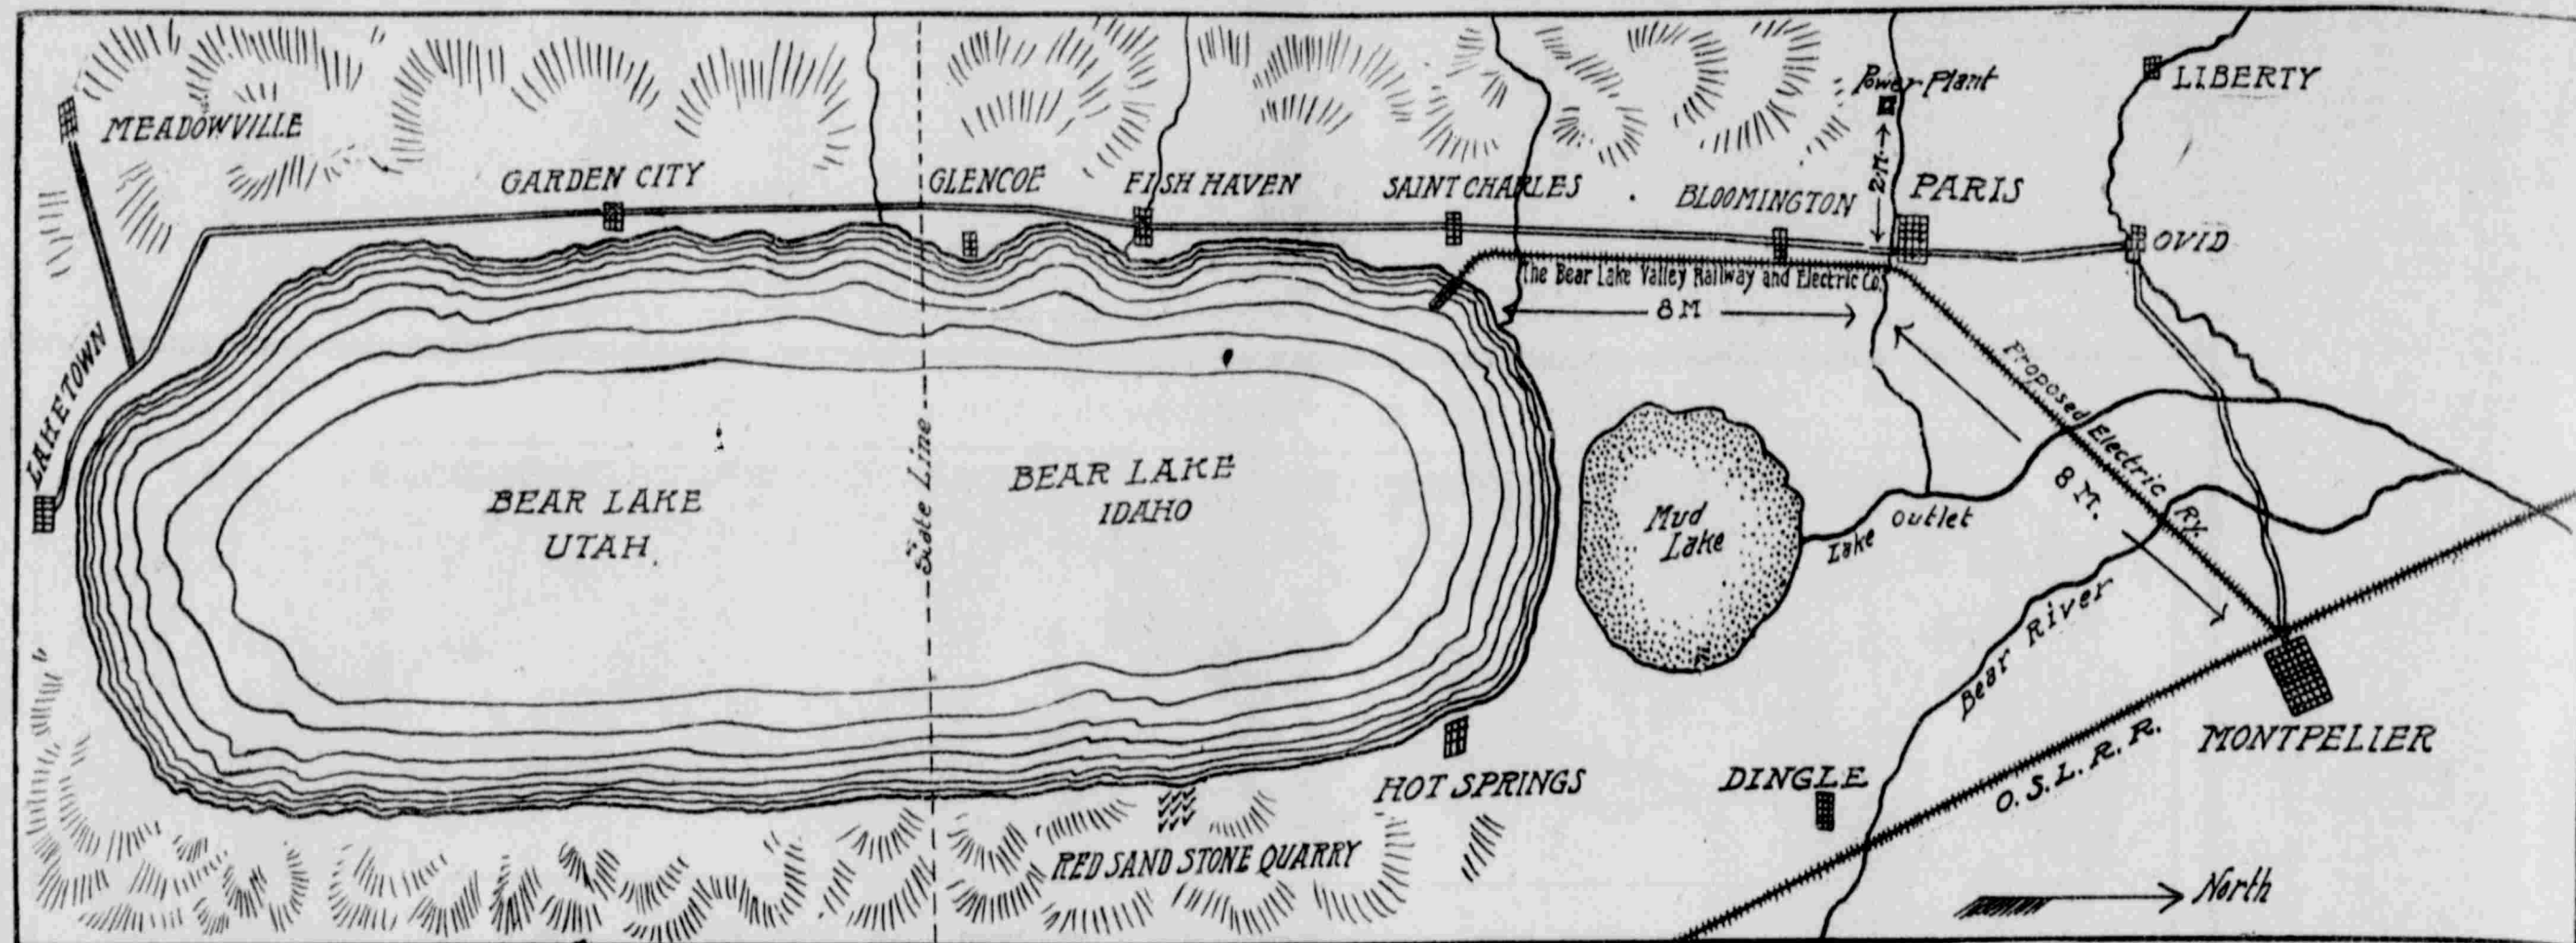 Power Plant
LIBERTY
MEADOWVILLE
GARDEN CITY
GLENCOE
FISH HAVEN
SAINT CHARLES
BLOOMINGTON
2 M.
PARIS
OVID
The Bear Lake Valley Railway and Electric Co.
8 M
LAKETOWN
Proposed Electric RY.
8 M.
State Line
BEAR LAKE
UTAH
BEAR LAKE
IDAHO
Mud
Lake
Lake Outlet
Bear River
O. S. L. R. R.
MONTPELIER
HOT SPRINGS
DINGLE
RED SAND STONE QUARRY
North